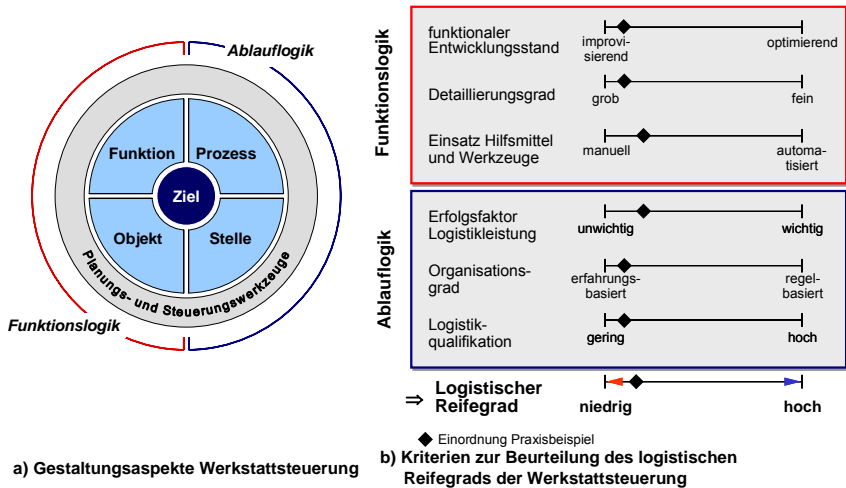 Ablauflogik
Funktion
Prozess
Ziel
Objekt
Stelle
Planungs- und Steuerungswerkzeuge
Funktionslogik
a) Gestaltungsaspekte Werkstattsteuerung
Funktionslogik
funktionaler
Entwicklungsstand
improvi-
sierend
optimierend
Detaillierungsgrad
grob
fein
Einsatz Hilfsmittel
und Werkzeuge
manuell
automa-
tisiert
Ablauflogik
Erfolgsfaktor
Logistikleistung
unwichtig
wichtig
Organisations-
grad
erfahrungs-
basiert
regel-
basiert
Logistik-
qualifikation
gering
hoch
⇒ Logistischer
Reifegrad
niedrig
hoch
Einordnung Praxisbeispiel
b) Kriterien zur Beurteilung des logistischen
Reifegrads der Werkstattsteuerung